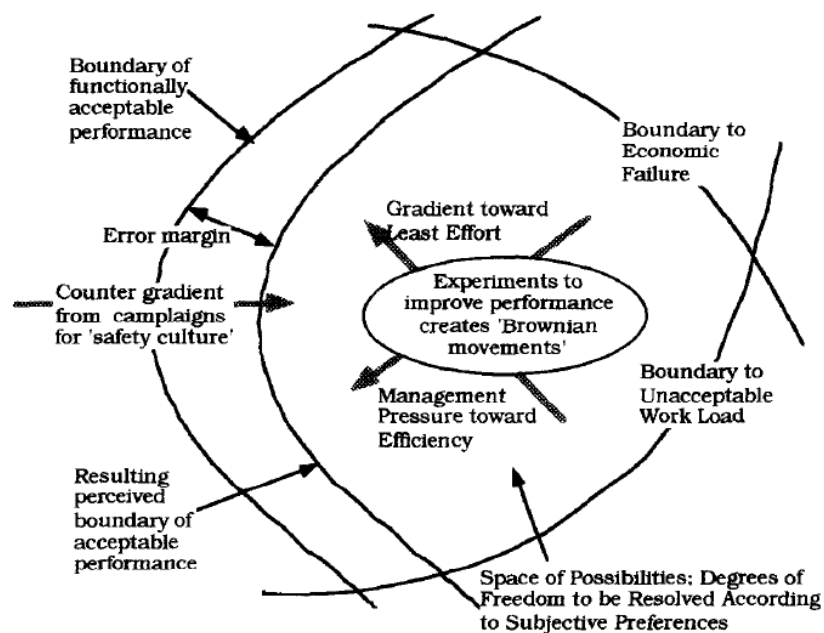 Boundary of
functionally
acceptable
performance
Boundary to
Economic
Failure
Gradient toward
Least Effort
Error margin
Experiments to
improve performance
creates 'Brownian
movements'
Counter gradient
from camplaigns
for 'safety culture'
Management
Pressure toward
Efficiency
Boundary to
Unacceptable
Work Load
Resulting
perceived
boundary of
acceptable
performance
Space of Possibilities; Degrees of
Freedom to be Resolved According
to Subjective Preferences